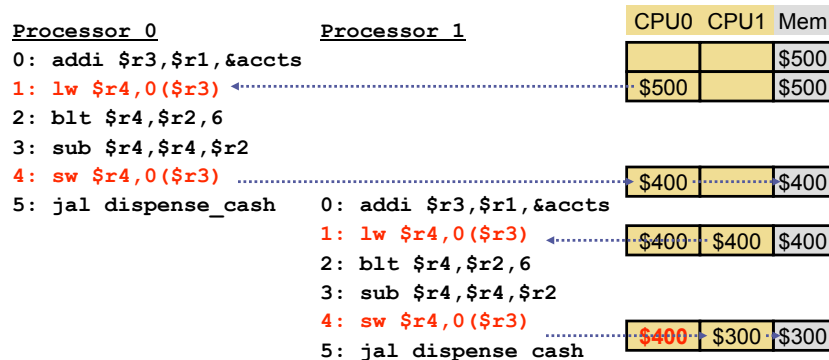 Processor 0 Processor 1 CPU0 CPU1 Mem
0: addi $r3,$r1,&accts $500
1: lw $r4,0($r3) $500 $500
2: blt $r4,$r2,6
3: sub $r4,$r4,$r2
4: sw $r4,0($r3) $400 $400
5: jal dispense_cash 0: addi $r3,$r1,&accts
1: lw $r4,0($r3) $400 $400 $400
2: blt $r4,$r2,6
3: sub $r4,$r4,$r2
4: sw $r4,0($r3) $400 $300 $300
5: jal dispense_cash